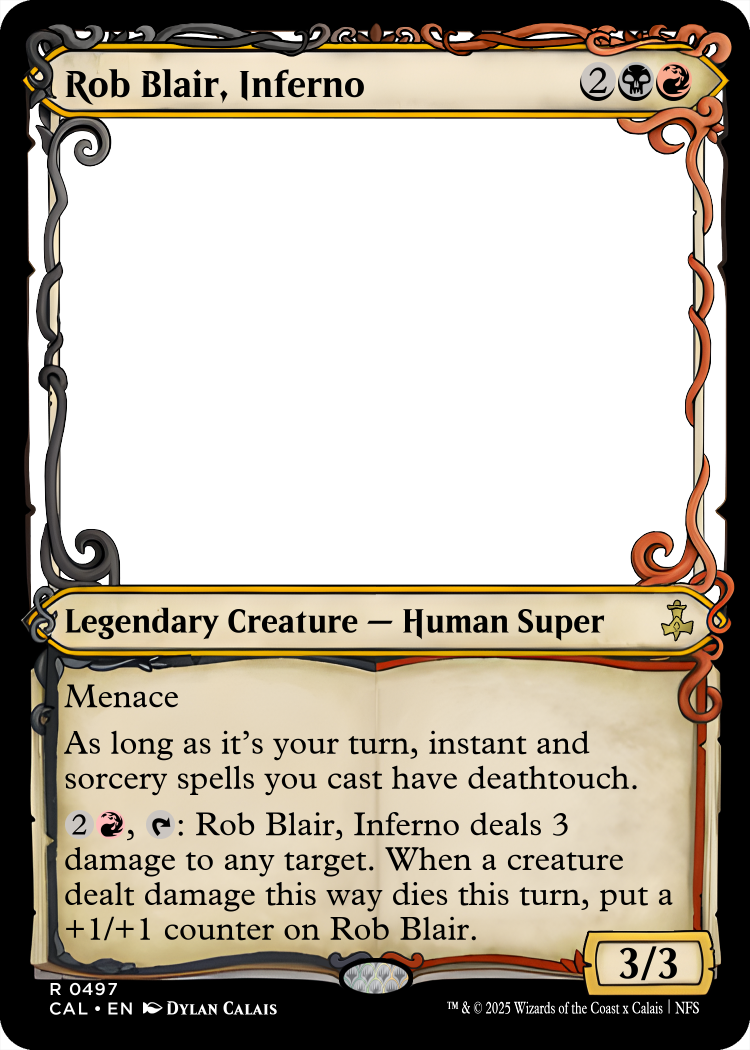 Rob Blair, Inferno 2
Legendary Creature — Human Super
Menace
As long as it's your turn, instant and
sorcery spells you cast have deathtouch.
2, : Rob Blair, Inferno deals 3
damage to any target. When a creature
dealt damage this way dies this turn, put a
+1/+1 counter on Rob Blair.
3/3
R 0497
CAL • EN DYLAN CALAIS
™ & © 2025 Wizards of the Coast x Calais | NFS